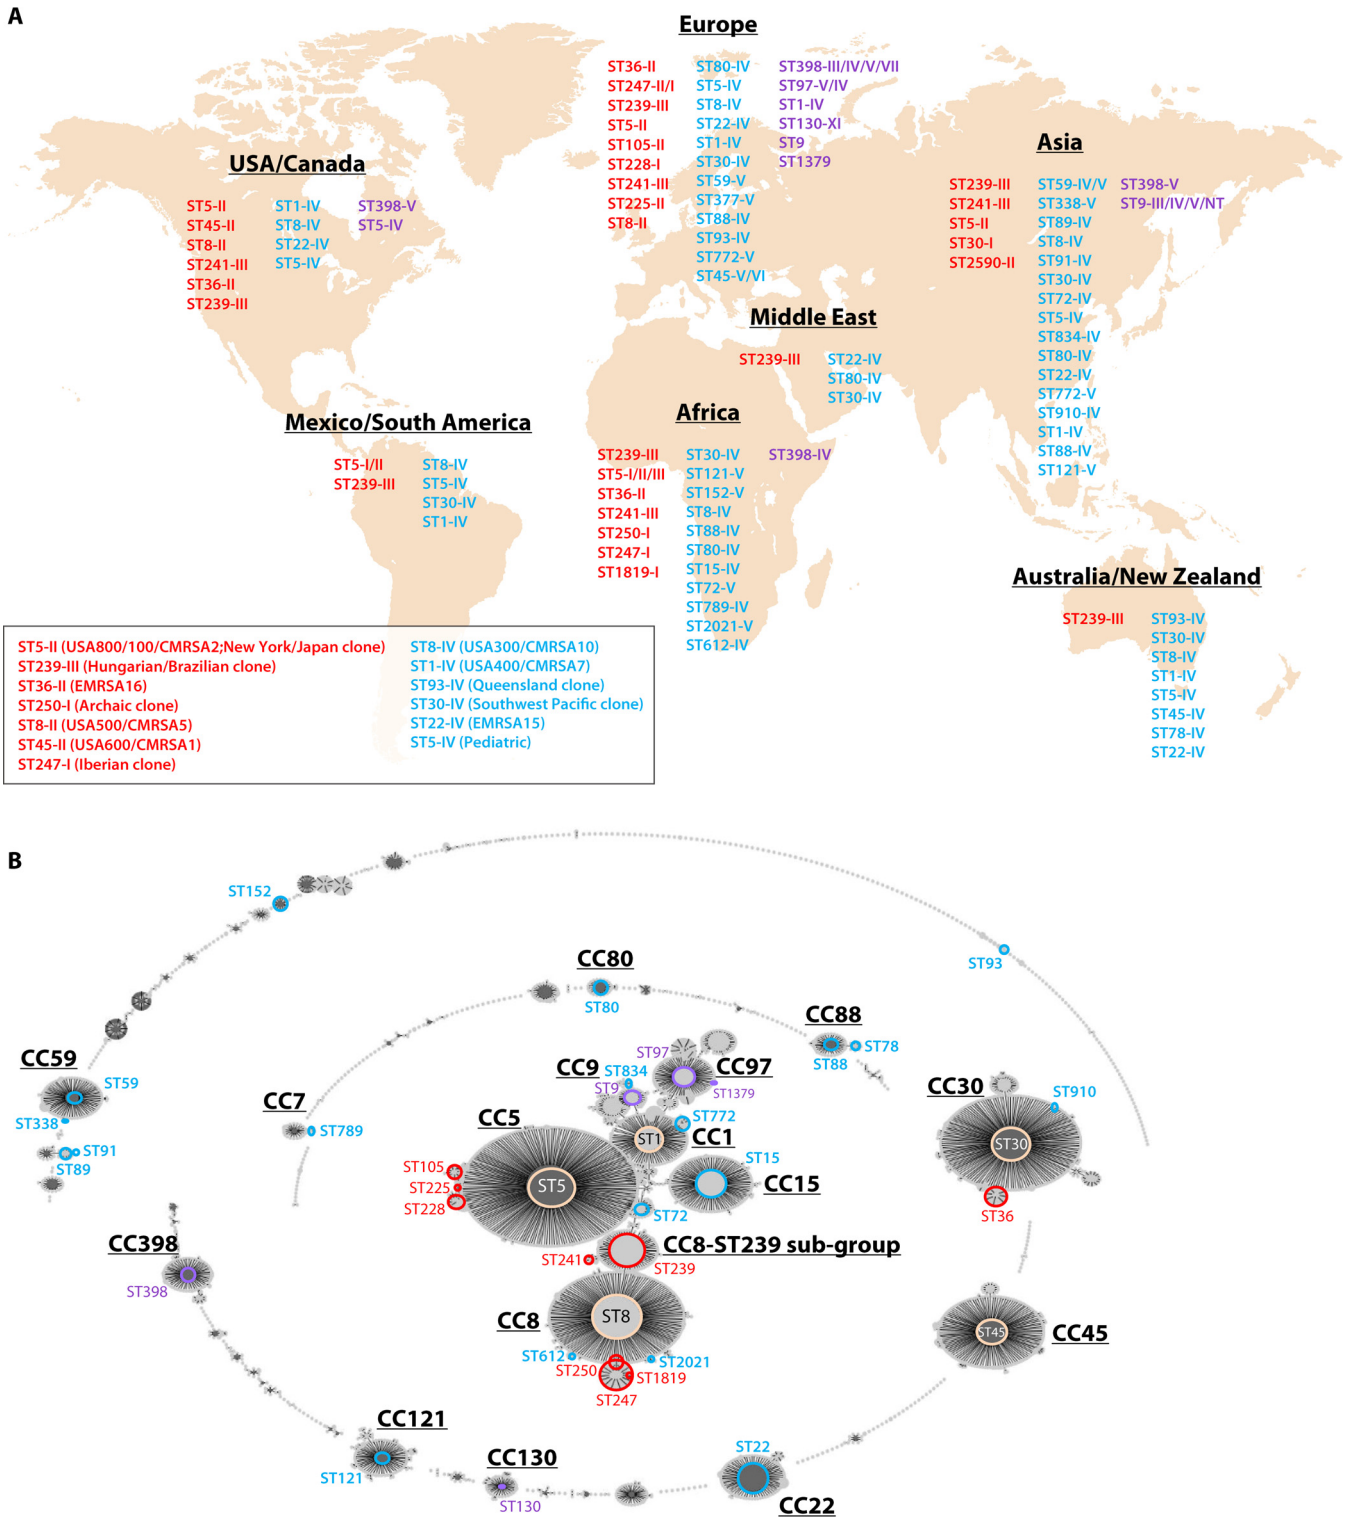 A
Europe
ST36-II
ST247-II/I
ST239-III
ST5-II
ST105-II
ST228-I
ST241-III
ST225-II
ST8-II
ST80-IV
ST5-IV
ST8-IV
ST22-IV
ST1-IV
ST30-IV
ST59-V
ST377-V
ST88-IV
ST93-IV
ST772-V
ST45-V/VI
ST398-III/IV/V/VII
ST97-V/IV
ST1-IV
ST130-XI
ST9
ST1379
USA/Canada
ST5-II
ST45-II
ST8-II
ST241-III
ST36-II
ST239-III
ST1-IV
ST8-IV
ST22-IV
ST5-IV
ST398-V
ST5-IV
Asia
ST239-III
ST241-III
ST5-II
ST30-I
ST2590-II
ST59-IV/V
ST338-V
ST89-IV
ST8-IV
ST91-IV
ST30-IV
ST72-IV
ST5-IV
ST834-IV
ST80-IV
ST22-IV
ST772-V
ST910-IV
ST1-IV
ST88-IV
ST121-V
ST398-V
ST9-III/IV/V/NT
Middle East
ST239-III
ST22-IV
ST80-IV
ST30-IV
Mexico/South America
ST5-I/II
ST239-III
ST8-IV
ST5-IV
ST30-IV
ST1-IV
Africa
ST239-III
ST5-I/II/III
ST36-II
ST241-III
ST250-I
ST247-I
ST1819-I
ST30-IV
ST121-V
ST152-V
ST8-IV
ST88-IV
ST80-IV
ST15-IV
ST72-V
ST789-IV
ST2021-V
ST612-IV
ST398-IV
Australia/New Zealand
ST239-III
ST93-IV
ST30-IV
ST8-IV
ST1-IV
ST5-IV
ST45-IV
ST78-IV
ST22-IV
ST5-II (USA800/100/CMRSA2;New York/Japan clone)
ST239-III (Hungarian/Brazilian clone)
ST36-II (EMRSA16)
ST250-I (Archaic clone)
ST8-II (USA500/CMRSA5)
ST45-II (USA600/CMRSA1)
ST247-I (Iberian clone)
ST8-IV (USA300/CMRSA10)
ST1-IV (USA400/CMRSA7)
ST93-IV (Queensland clone)
ST30-IV (Southwest Pacific clone)
ST22-IV (EMRSA15)
ST5-IV (Pediatric)
B
ST152
ST93
CC80
ST80
CC88
ST78
ST88
CC59
ST59
ST338
ST91
ST89
CC7
ST789
CC9
ST834
ST9
ST97
CC97
ST1379
ST772
ST1
CC1
CC30
ST910
ST30
ST36
CC5
ST105
ST225
ST228
ST5
ST15
CC15
ST72
CC8-ST239 sub-group
ST241
ST239
CC398
ST398
CC8
ST8
ST612
ST250
ST2021
ST1819
ST247
ST45
CC45
CC121
ST121
CC130
ST130
ST22
CC22